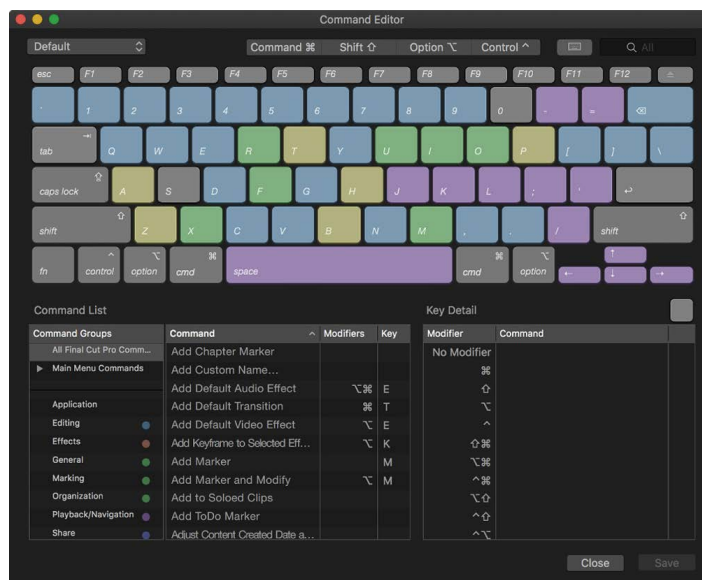 Command Editor
Default Command ⌘ Shift ⇧ Option ⌥ Control ^ All
esc F1 F2 F3 F4 F5 F6 F7 F8 F9 F10 F11 F12
` 1 2 3 4 5 6 7 8 9 0 - = ⌫
tab ⇥ Q W E R T Y U I O P [ ] \
caps lock ⇪ A S D F G H J K L ; ' ↩
shift ⇧ Z X C V B N M , . / shift ⇧
fn control ^ option ⌥ cmd ⌘ space cmd ⌘ option ⌥ ← ↑ ↓ →
Command List
Command Groups
All Final Cut Pro Comm...
Main Menu Commands
Application
Editing
Effects
General
Marking
Organization
Playback/Navigation
Share
Command Modifiers Key
Add Chapter Marker
Add Custom Name...
Add Default Audio Effect ⌥⌘ E
Add Default Transition ⌘ T
Add Default Video Effect ⌥ E
Add Keyframe to Selected Eff... ⌥ K
Add Marker M
Add Marker and Modify ⌥ M
Add to Soloed Clips
Add ToDo Marker
Adjust Content Created Date a...
Key Detail
Modifier Command
No Modifier
⌘
⇧
⌥
^
⇧⌘
⌥⌘
^⌘
⌥⇧
^⇧
^⌥
Close Save